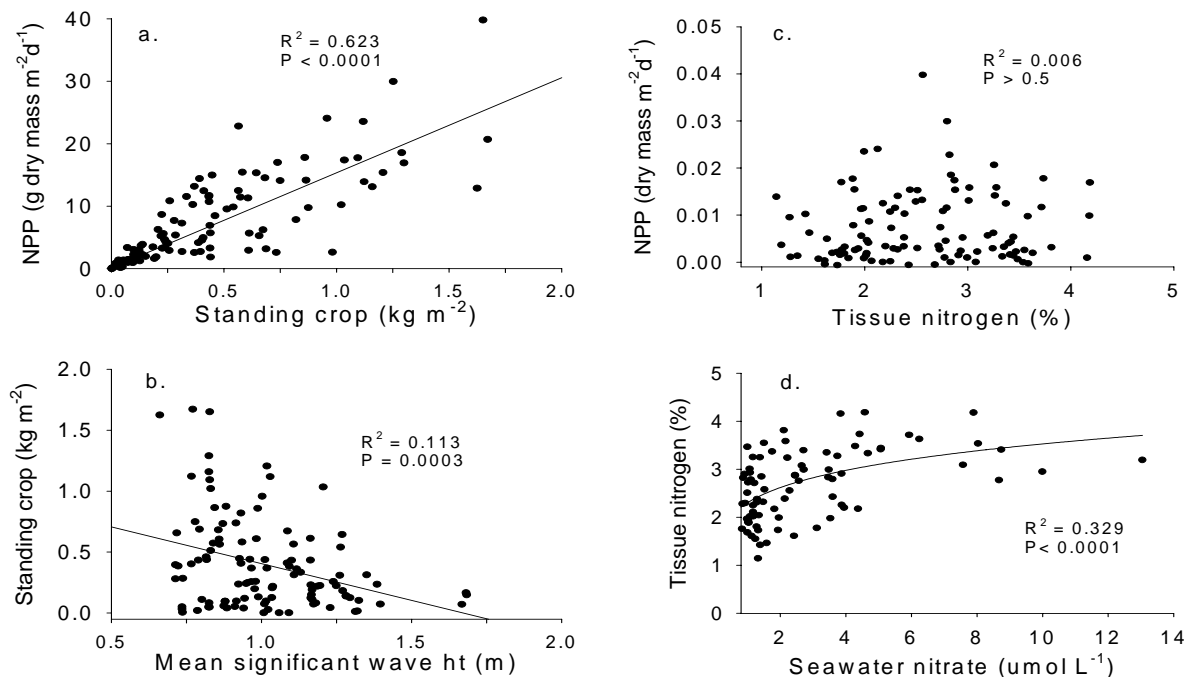 a.
R² = 0.623
P < 0.0001
NPP (g dry mass m⁻²d⁻¹)
40
30
20
10
0
0.0 0.5 1.0 1.5 2.0
Standing crop (kg m⁻²)
c.
R² = 0.006
P > 0.5
NPP (dry mass m⁻²d⁻¹)
0.05
0.04
0.03
0.02
0.01
0.00
1 2 3 4 5
Tissue nitrogen (%)
b.
R² = 0.113
P = 0.0003
Standing crop (kg m⁻²)
2.0
1.5
1.0
0.5
0.0
0.5 1.0 1.5 2.0
Mean significant wave ht (m)
d.
R² = 0.329
P< 0.0001
Tissue nitrogen (%)
5
4
3
2
1
0
2 4 6 8 10 12 14
Seawater nitrate (umol L⁻¹)